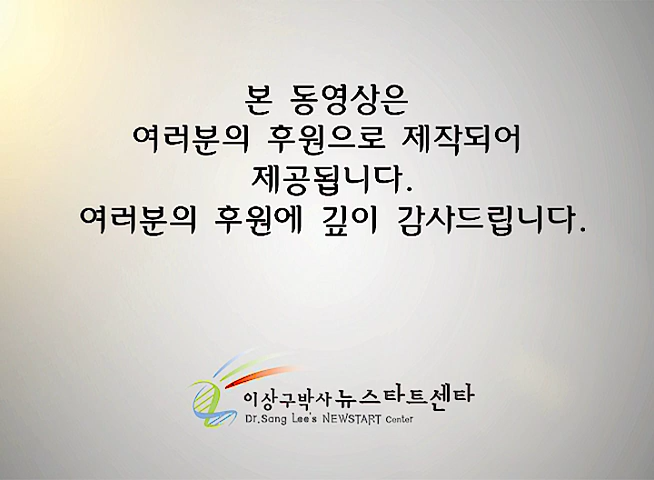 본 동영상은
여러분의 후원으로 제작되어
제공됩니다.
여러분의 후원에 깊이 감사드립니다.
이상구박사 뉴스타트센타
Dr.Sang Lee's NEWSTART Center